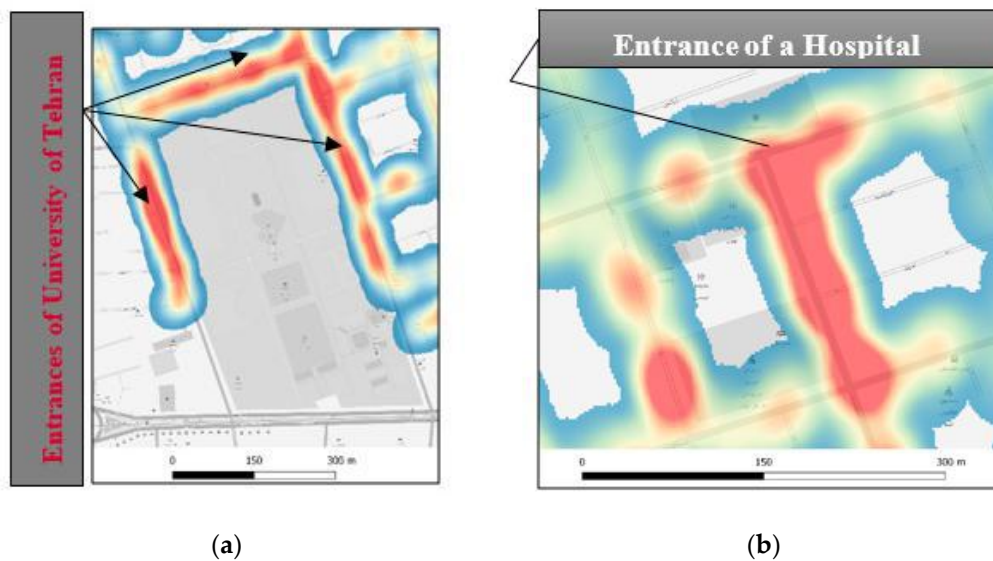 Entrances of University of Tehran
0 150 300 m
(a)
Entrance of a Hospital
0 150 300 m
(b)